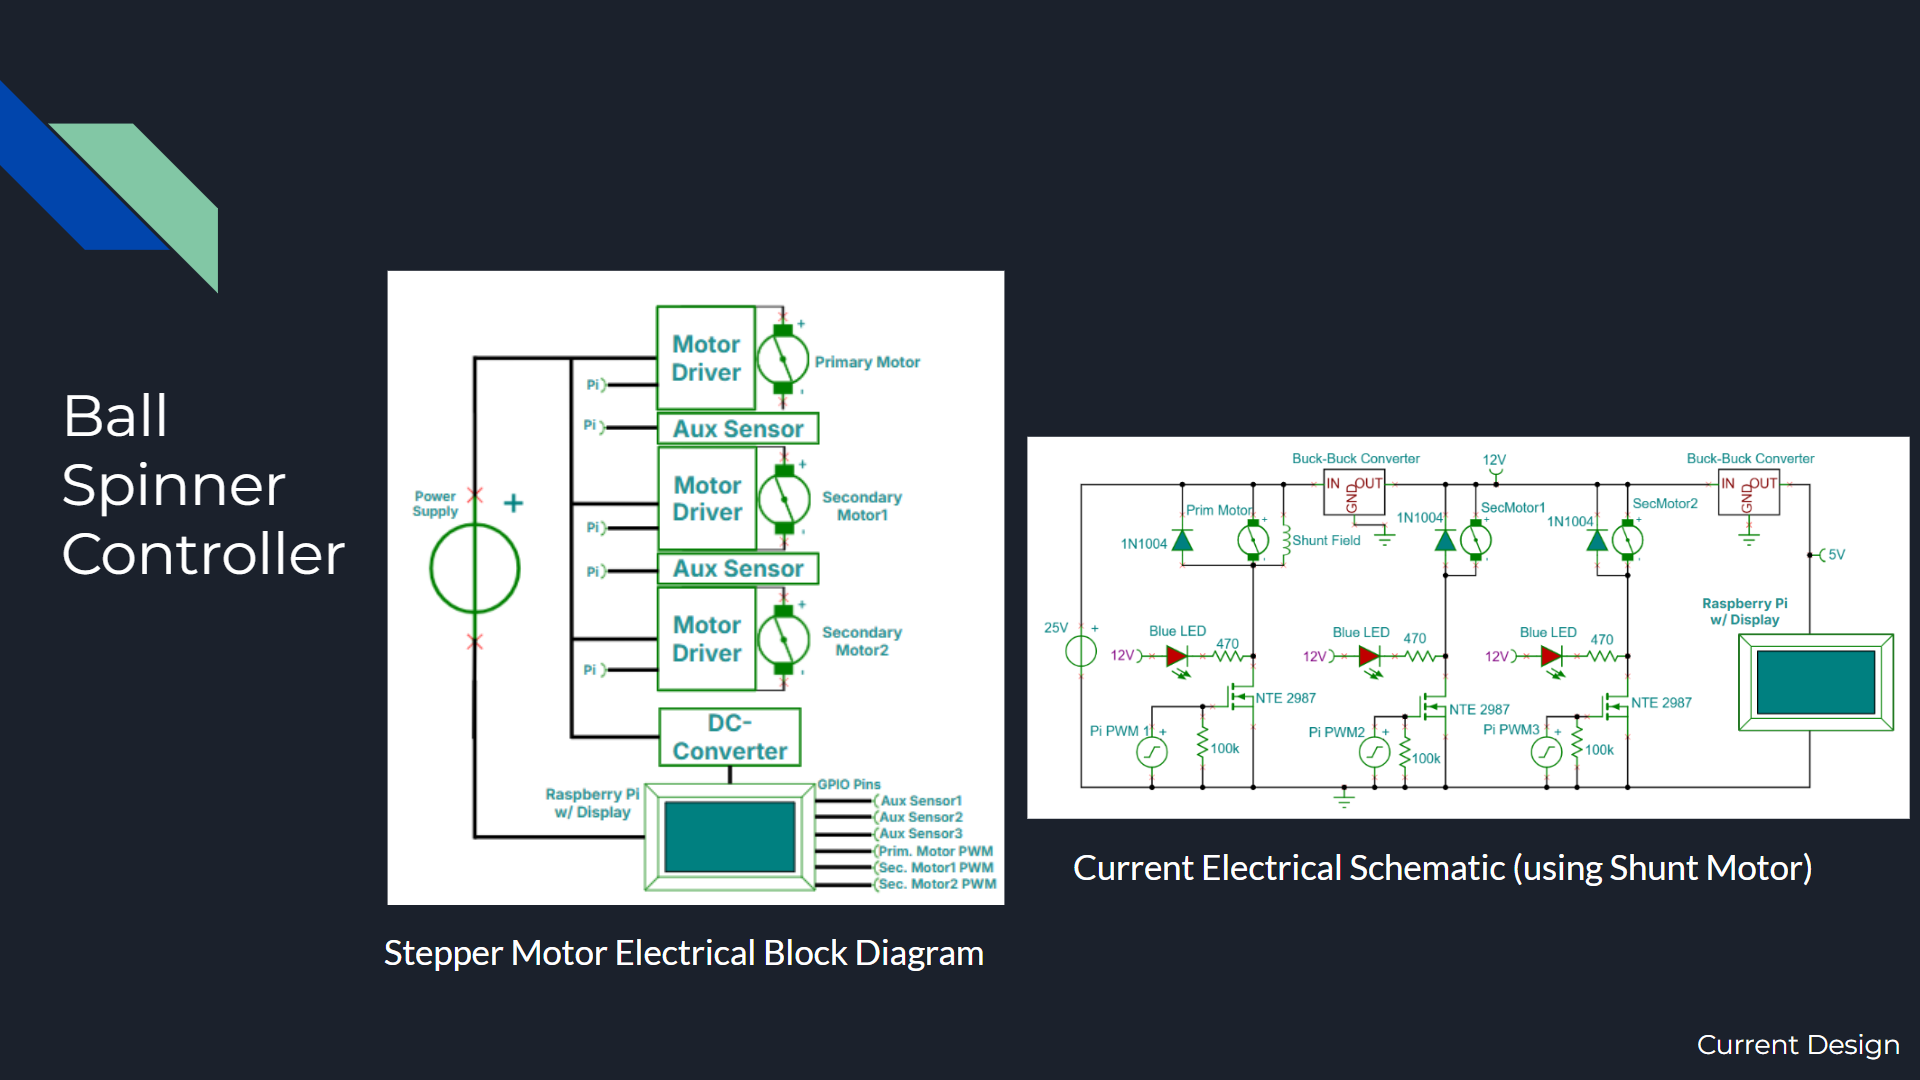 Ball
Spinner
Controller
Motor
Driver
+
Primary Motor
Pi
Pi
Aux Sensor
Power
Supply
+
Motor
Driver
+
Secondary
Motor1
Pi
Pi
Aux Sensor
Motor
Driver
+
Secondary
Motor2
Pi
DC-
Converter
Raspberry Pi
w/ Display
GPIO Pins
Aux Sensor1
Aux Sensor2
Aux Sensor3
Prim. Motor PWM
Sec. Motor1 PWM
Sec. Motor2 PWM
Stepper Motor Electrical Block Diagram
Buck-Buck Converter
12V
Buck-Buck Converter
IN OUT
GND
IN OUT
GND
Prim Motor
+
1N1004
Shunt Field
1N1004
SecMotor1
+
1N1004
SecMotor2
+
5V
Raspberry Pi
w/ Display
25V +
Blue LED
470
12V
Blue LED
470
12V
Blue LED
470
12V
NTE 2987
NTE 2987
NTE 2987
Pi PWM 1 +
100k
Pi PWM2 +
100k
Pi PWM3 +
100k
Current Electrical Schematic (using Shunt Motor)
Current Design